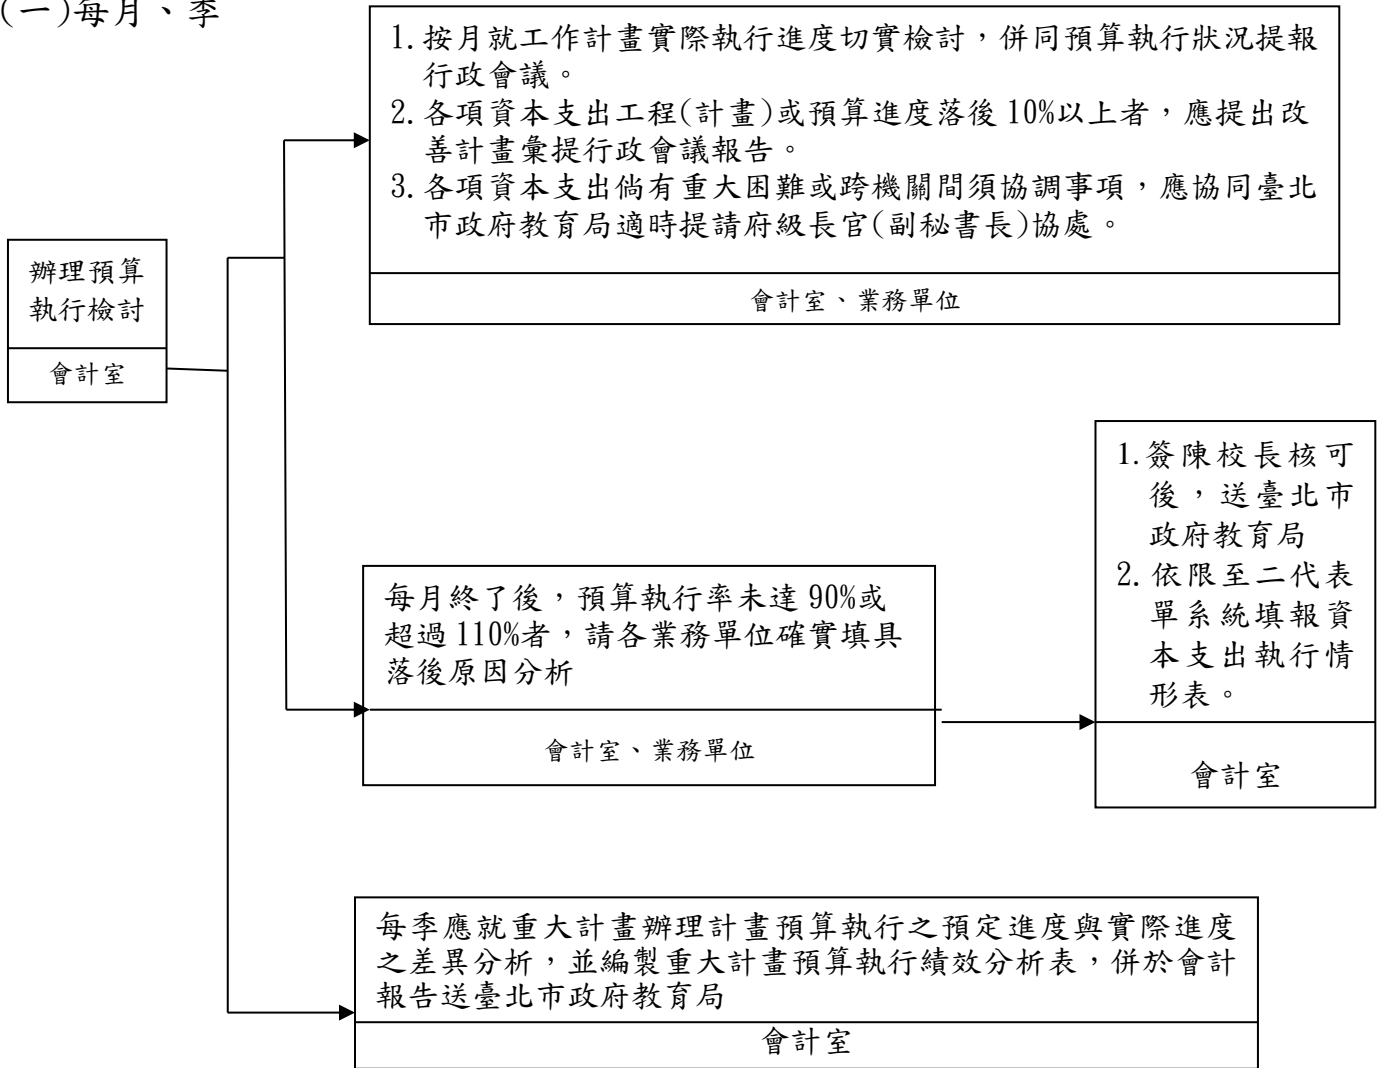 (一)每月、季
1.按月就工作計畫實際執行進度切實檢討，併同預算執行狀況提報
行政會議。
2.各項資本支出工程(計畫)或預算進度落後 10%以上者，應提出改
善計畫彙提行政會議報告。
3.各項資本支出倘有重大困難或跨機關間須協調事項，應協同臺北
市政府教育局適時提請府級長官(副秘書長)協處。
會計室、業務單位
辦理預算
執行檢討
會計室
每月終了後，預算執行率未達 90%或
超過 110%者，請各業務單位確實填具
落後原因分析
會計室、業務單位
1.簽陳校長核可
後，送臺北市
政府教育局
2.依限至二代表
單系統填報資
本支出執行情
形表。
會計室
每季應就重大計畫辦理計畫預算執行之預定進度與實際進度
之差異分析，並編製重大計畫預算執行績效分析表，併於會計
報告送臺北市政府教育局
會計室